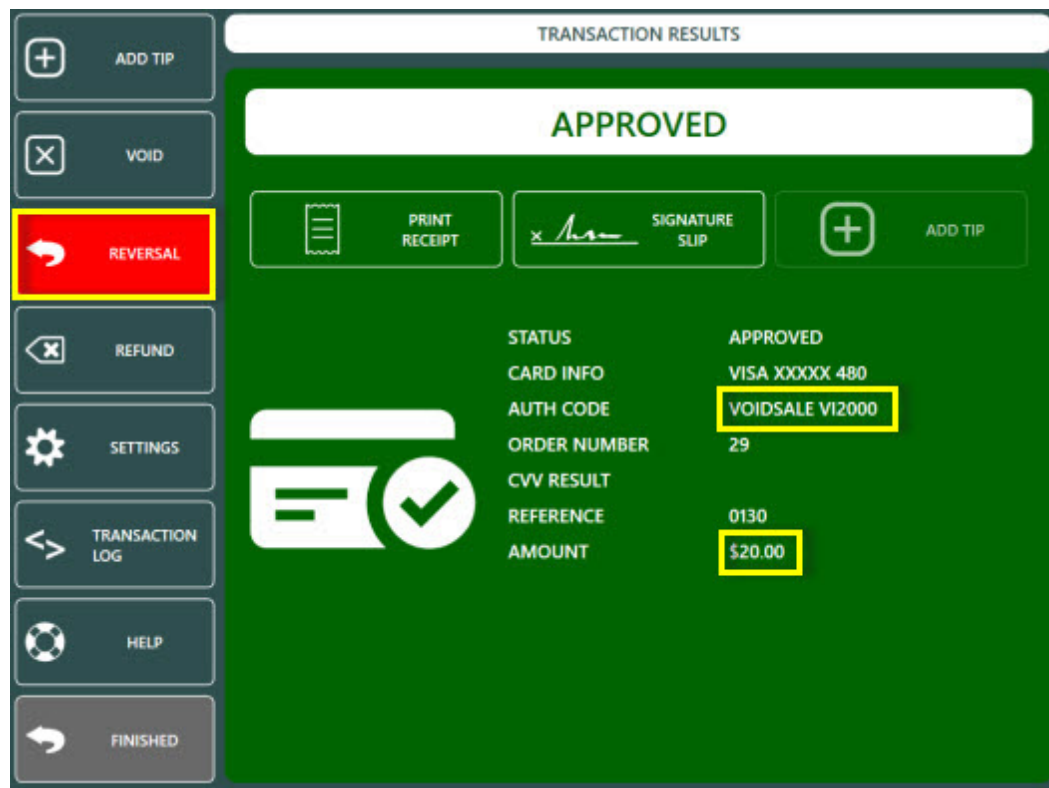 ADD TIP
VOID
REVERSAL
REFUND
SETTINGS
<> TRANSACTION
LOG
HELP
FINISHED
TRANSACTION RESULTS
APPROVED
PRINT
RECEIPT
x
SIGNATURE
SLIP
ADD TIP
STATUS APPROVED
CARD INFO VISA XXXXX 480
AUTH CODE VOIDSALE VI2000
ORDER NUMBER 29
CVV RESULT
REFERENCE 0130
AMOUNT $20.00